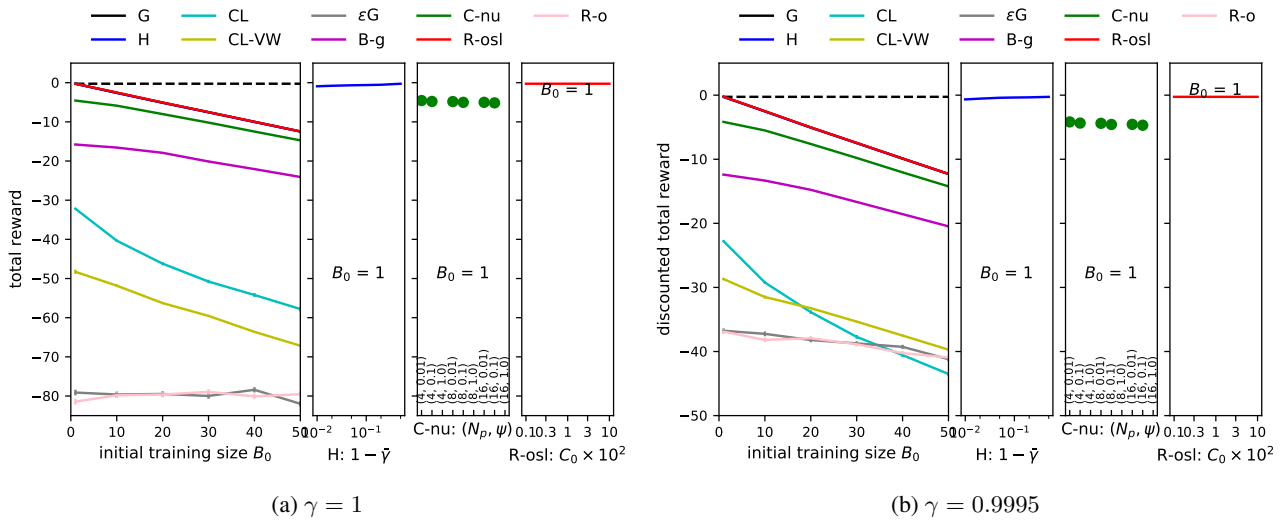 G CL εG C-nu R-o
H CL-VW B-g R-osl
total reward
0
−10
−20
−30
−40
−50
−60
−70
−80
B₀ = 1
B₀ = 1
B₀ = 1
(4, 0.01)
(4, 0.1)
(4, 1.0)
(8, 0.01)
(8, 0.1)
(8, 1.0)
(16, 0.01)
(16, 0.1)
(16, 1.0)
0 10 20 30 40 50
10⁻² 10⁻¹
0.1 0.3 1 3 10
initial training size B₀
H: 1 − γ̄
C-nu: (Nₚ, ψ)
R-osl: C₀ × 10²
(a) γ = 1
G CL εG C-nu R-o
H CL-VW B-g R-osl
discounted total reward
0
−10
−20
−30
−40
−50
B₀ = 1
B₀ = 1
B₀ = 1
(4, 0.01)
(4, 0.1)
(4, 1.0)
(8, 0.01)
(8, 0.1)
(8, 1.0)
(16, 0.01)
(16, 0.1)
(16, 1.0)
0 10 20 30 40 50
10⁻² 10⁻¹
0.1 0.3 1 3 10
initial training size B₀
H: 1 − γ̄
C-nu: (Nₚ, ψ)
R-osl: C₀ × 10²
(b) γ = 0.9995